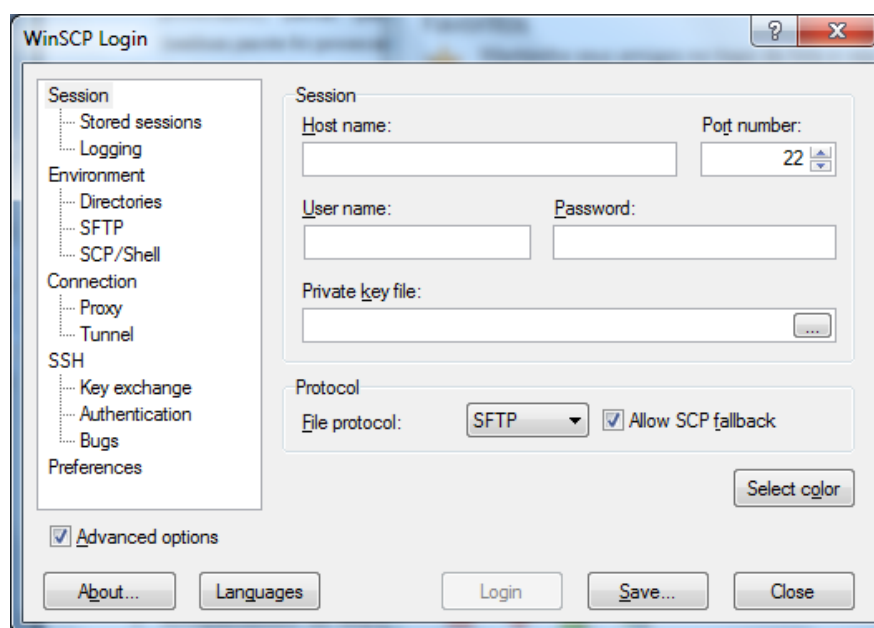 WinSCP Login
Session
Stored sessions
Logging
Environment
Directories
SFTP
SCP/Shell
Connection
Proxy
Tunnel
SSH
Key exchange
Authentication
Bugs
Preferences
Advanced options
Session
Host name:
Port number:
22
User name:
Password:
Private key file:
...
Protocol
File protocol:
SFTP
Allow SCP fallback
Select color
About...
Languages
Login
Save...
Close